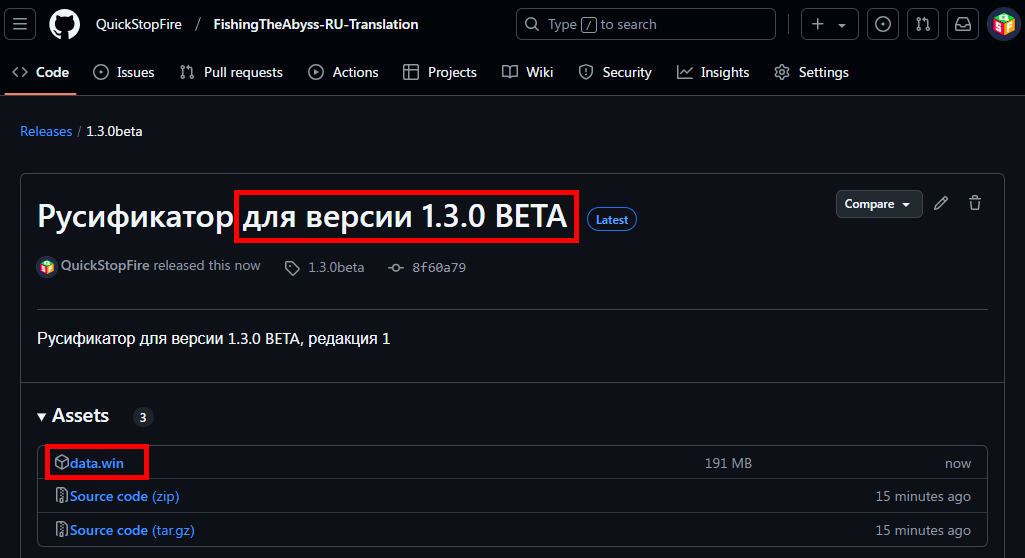 QuickStopFire / FishingTheAbyss-RU-Translation Type / to search
Code Issues Pull requests Actions Projects Wiki Security Insights Settings
Releases / 1.3.0beta
Русификатор для версии 1.3.0 BETA Latest Compare
QuickStopFire released this now 1.3.0beta 8f60a79
Русификатор для версии 1.3.0 BETA, редакция 1
Assets 3
data.win 191 MB now
Source code (zip) 15 minutes ago
Source code (tar.gz) 15 minutes ago